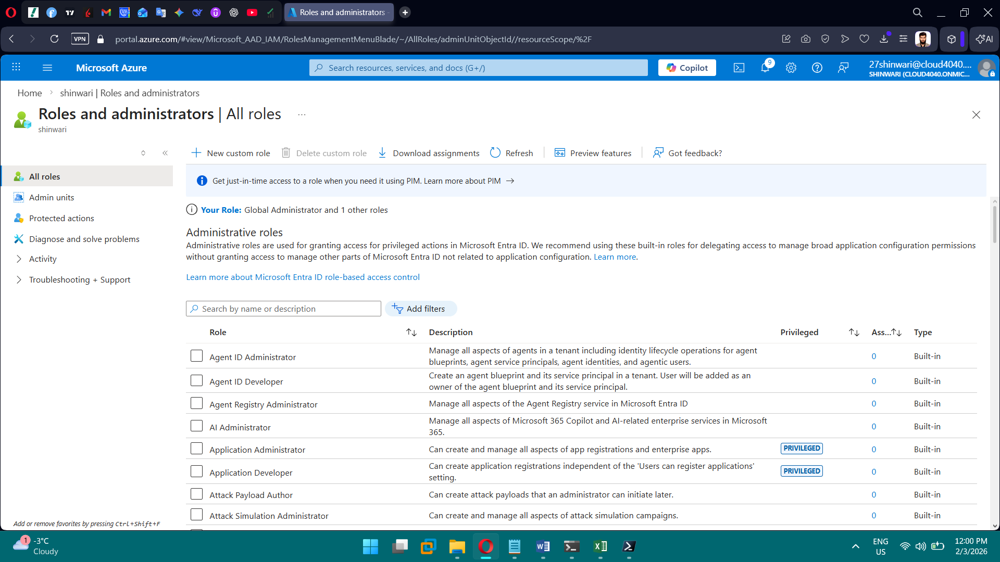 Roles and administrators -
VPN
portal.azure.com/#view/Microsoft_AAD_IAM/RolesManagementMenuBlade/~/AllRoles/adminUnitObjectId//resourceScope/%2F
AI
Microsoft Azure
Search resources, services, and docs (G+/)
Copilot
9
27shinwari@cloud4040....
SHINWARI (CLOUD4040.ONMIC...
Home
shinwari | Roles and administrators
Roles and administrators | All roles
...
shinwari
New custom role
Delete custom role
Download assignments
Refresh
Preview features
Got feedback?
All roles
Admin units
Protected actions
Diagnose and solve problems
Activity
Troubleshooting + Support
Add or remove favorites by pressing Ctrl+Shift+F
Get just-in-time access to a role when you need it using PIM. Learn more about PIM →
Your Role: Global Administrator and 1 other roles
Administrative roles
Administrative roles are used for granting access for privileged actions in Microsoft Entra ID. We recommend using these built-in roles for delegating access to manage broad application configuration permissions
without granting access to manage other parts of Microsoft Entra ID not related to application configuration. Learn more.
Learn more about Microsoft Entra ID role-based access control
Search by name or description
Add filters
Role Description Privileged Ass... Type
Agent ID Administrator
Manage all aspects of agents in a tenant including identity lifecycle operations for agent
blueprints, agent service principals, agent identities, and agentic users.
0 Built-in
Agent ID Developer
Create an agent blueprint and its service principal in a tenant. User will be added as an
owner of the agent blueprint and its service principal.
0 Built-in
Agent Registry Administrator Manage all aspects of the Agent Registry service in Microsoft Entra ID 0 Built-in
AI Administrator
Manage all aspects of Microsoft 365 Copilot and AI-related enterprise services in Microsoft
365.
0 Built-in
Application Administrator Can create and manage all aspects of app registrations and enterprise apps. PRIVILEGED 0 Built-in
Application Developer
Can create application registrations independent of the 'Users can register applications'
setting.
PRIVILEGED 0 Built-in
Attack Payload Author Can create attack payloads that an administrator can initiate later. 0 Built-in
Attack Simulation Administrator Can create and manage all aspects of attack simulation campaigns. 0 Built-in
1
-3°C
Cloudy
ENG
US
12:00 PM
2/3/2026